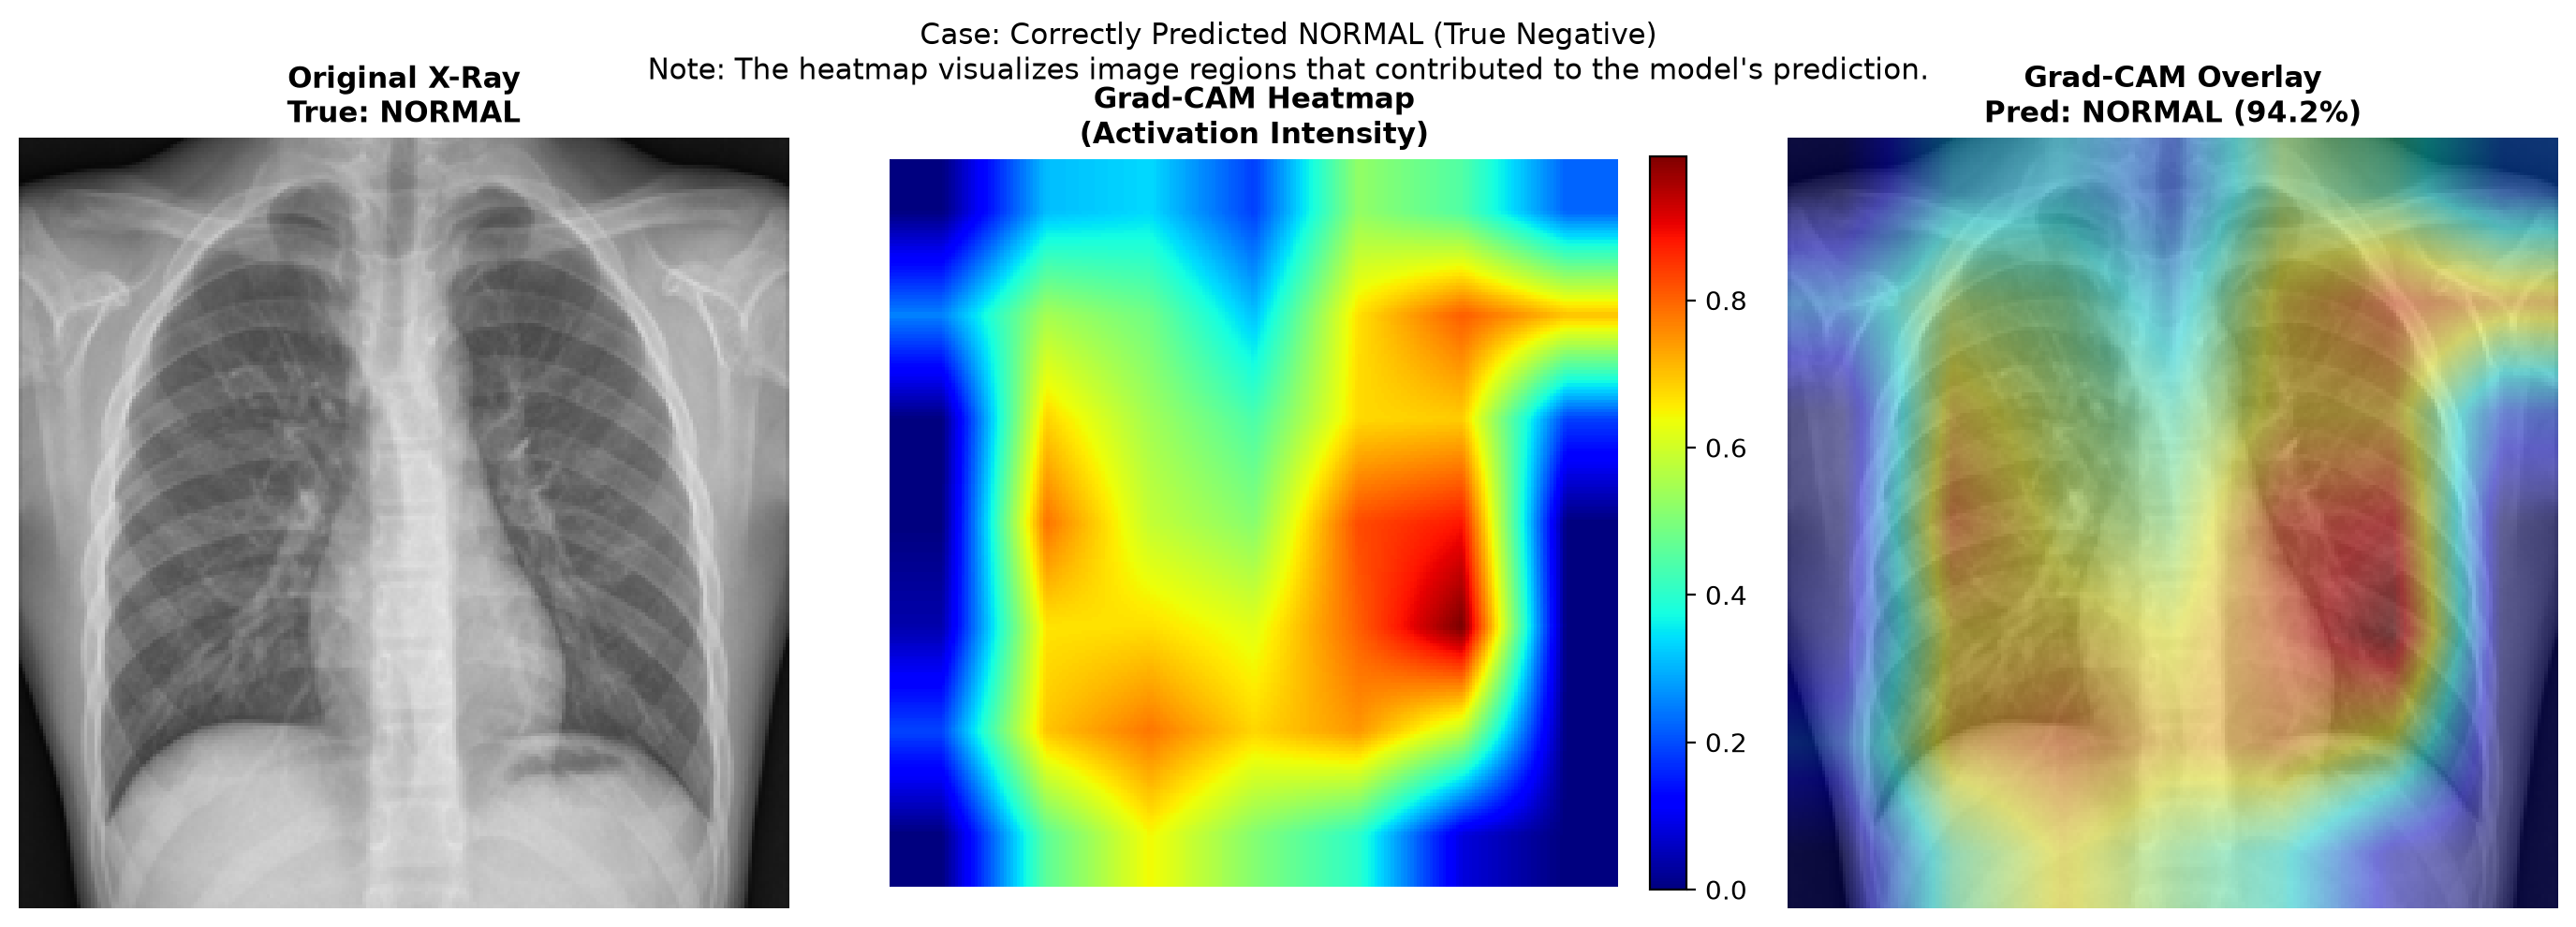 Case: Correctly Predicted NORMAL (True Negative)
Note: The heatmap visualizes image regions that contributed to the model's prediction.
Original X-Ray
True: NORMAL
Grad-CAM Heatmap
(Activation Intensity)
Grad-CAM Overlay
Pred: NORMAL (94.2%)
0.8
0.6
0.4
0.2
0.0